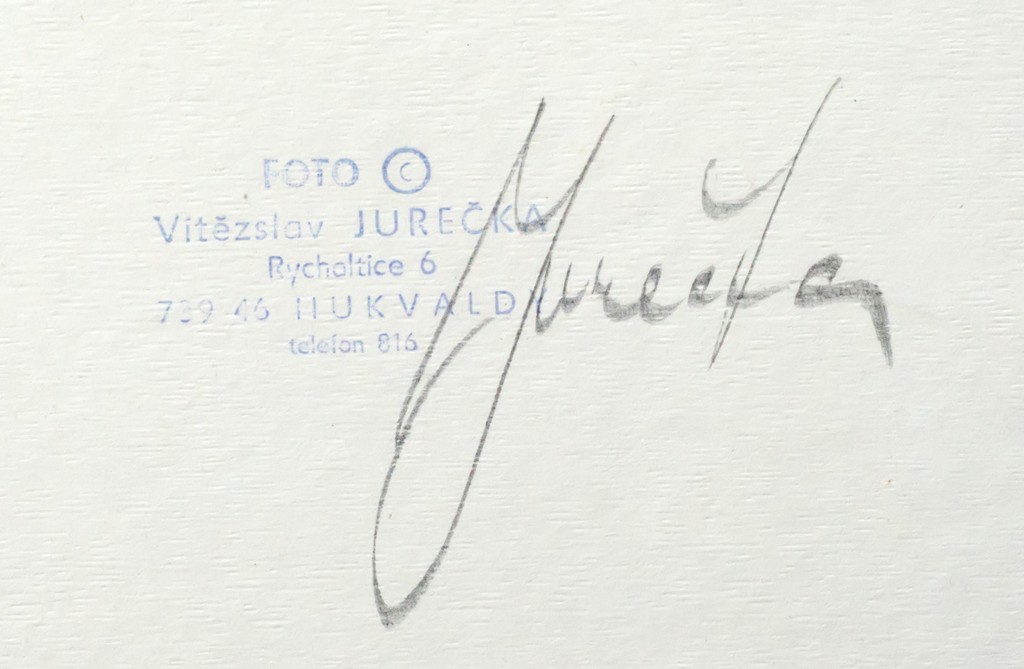 FOTO ©
Vítězslav JUREČKA
Rychaltice 6
739 46 HUKVALDY
telefon 816
Jurečka